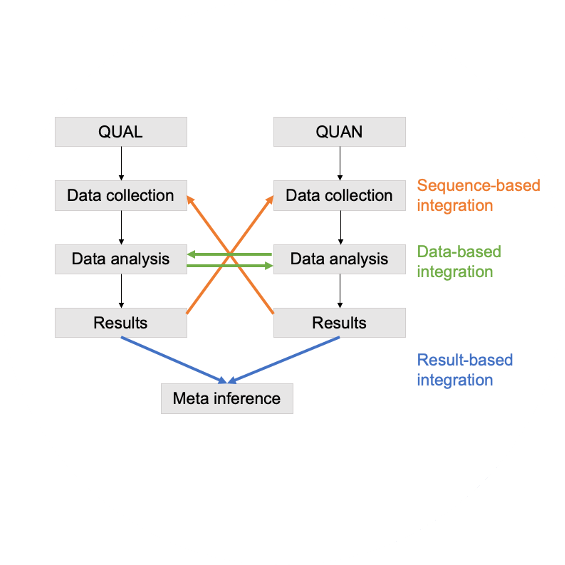 QUAL
QUAN
Data collection
Data collection
Sequence-based
integration
Data analysis
Data analysis
Data-based
integration
Results
Results
Result-based
integration
Meta inference